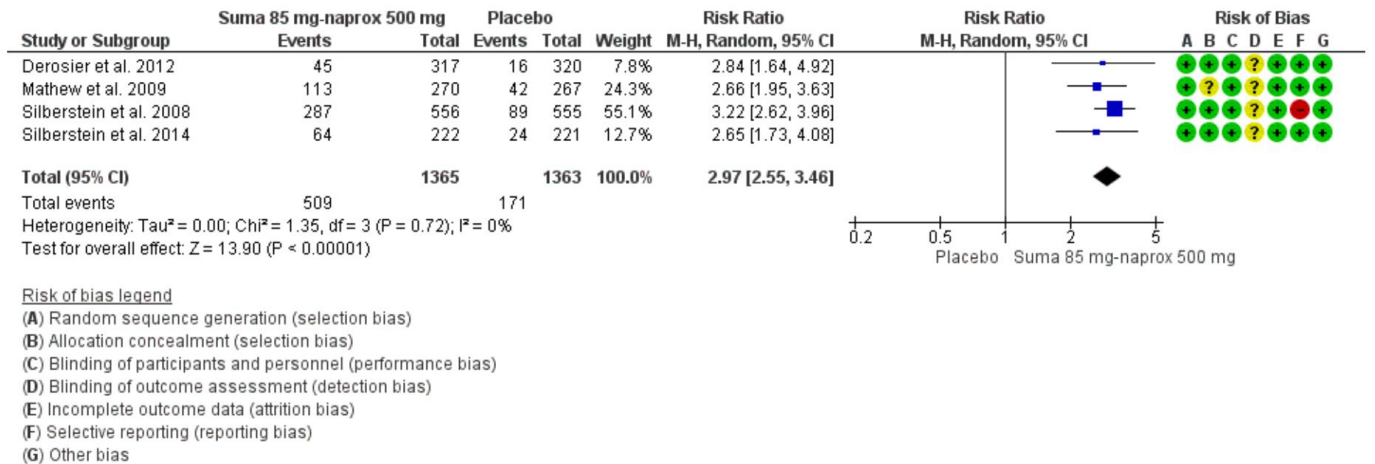 Suma 85 mg-naprox 500 mg Placebo Risk Ratio Risk Ratio Risk of Bias
Study or Subgroup Events Total Events Total Weight M-H, Random, 95% CI M-H, Random, 95% CI A B C D E F G
Derosier et al. 2012 45 317 16 320 7.8% 2.84 [1.64, 4.92] + + + ? + + +
Mathew et al. 2009 113 270 42 267 24.3% 2.66 [1.95, 3.63] + ? + ? + + +
Silberstein et al. 2008 287 556 89 555 55.1% 3.22 [2.62, 3.96] + + + ? + - +
Silberstein et al. 2014 64 222 24 221 12.7% 2.65 [1.73, 4.08] + + + ? + + +
Total (95% CI) 1365 1363 100.0% 2.97 [2.55, 3.46]
Total events 509 171
Heterogeneity: Tau² = 0.00; Chi² = 1.35, df = 3 (P = 0.72); I² = 0%
Test for overall effect: Z = 13.90 (P < 0.00001)
0.2 0.5 1 2 5
Placebo Suma 85 mg-naprox 500 mg
Risk of bias legend
(A) Random sequence generation (selection bias)
(B) Allocation concealment (selection bias)
(C) Blinding of participants and personnel (performance bias)
(D) Blinding of outcome assessment (detection bias)
(E) Incomplete outcome data (attrition bias)
(F) Selective reporting (reporting bias)
(G) Other bias